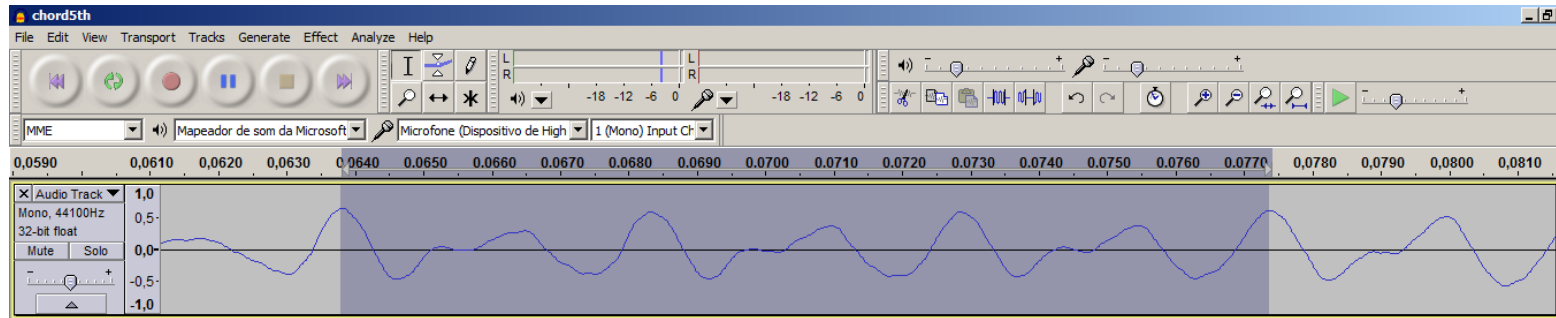 chord5th
File Edit View Transport Tracks Generate Effect Analyze Help
L
R
L
R
-18 -12 -6 0
-18 -12 -6 0
- +
- +
- +
MME
Mapeador de som da Microsoft
Microfone (Dispositivo de High
1 (Mono) Input Ch
0,0590 0,0610 0,0620 0,0630 0,0640 0,0650 0,0660 0,0670 0,0680 0,0690 0,0700 0,0710 0,0720 0,0730 0,0740 0,0750 0,0760 0,0770 0,0780 0,0790 0,0800 0,0810
X Audio Track
Mono, 44100Hz
32-bit float
Mute Solo
- +
1,0
0,5-
0,0-
-0,5-
-1,0